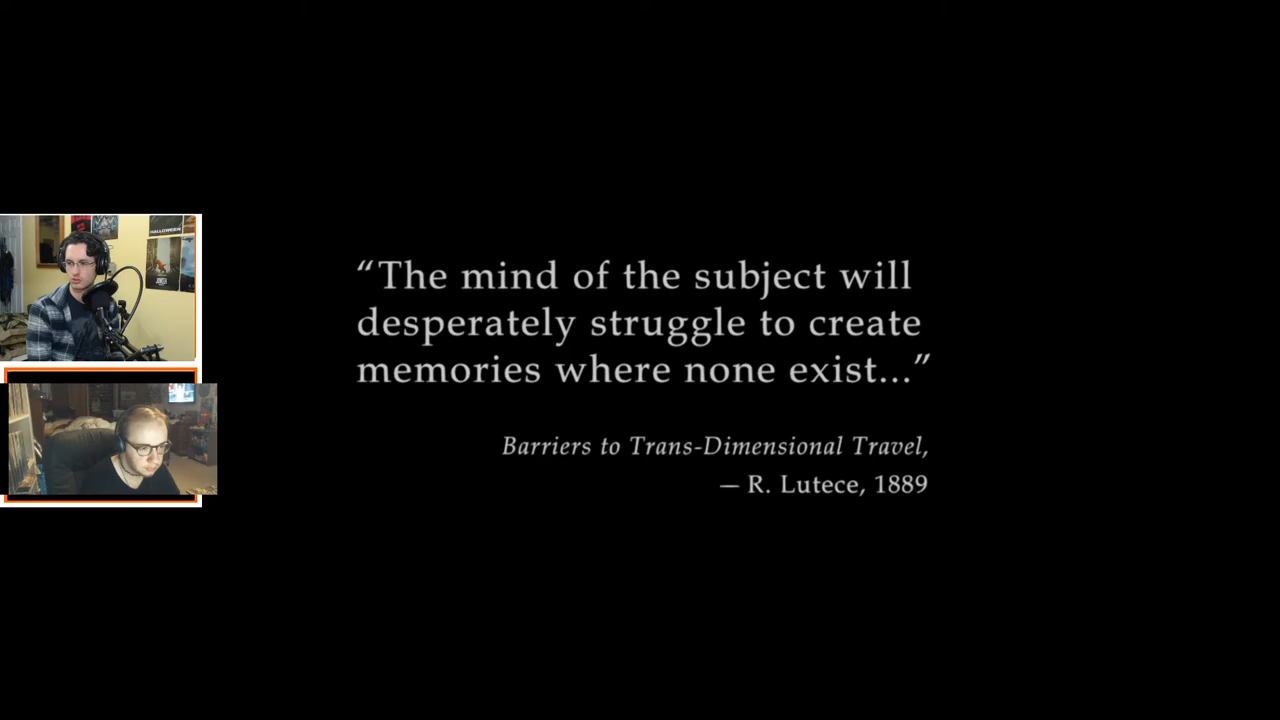 HALLOWEEN
“The mind of the subject will
desperately struggle to create
memories where none exist...”
Barriers to Trans-Dimensional Travel,
— R. Lutece, 1889